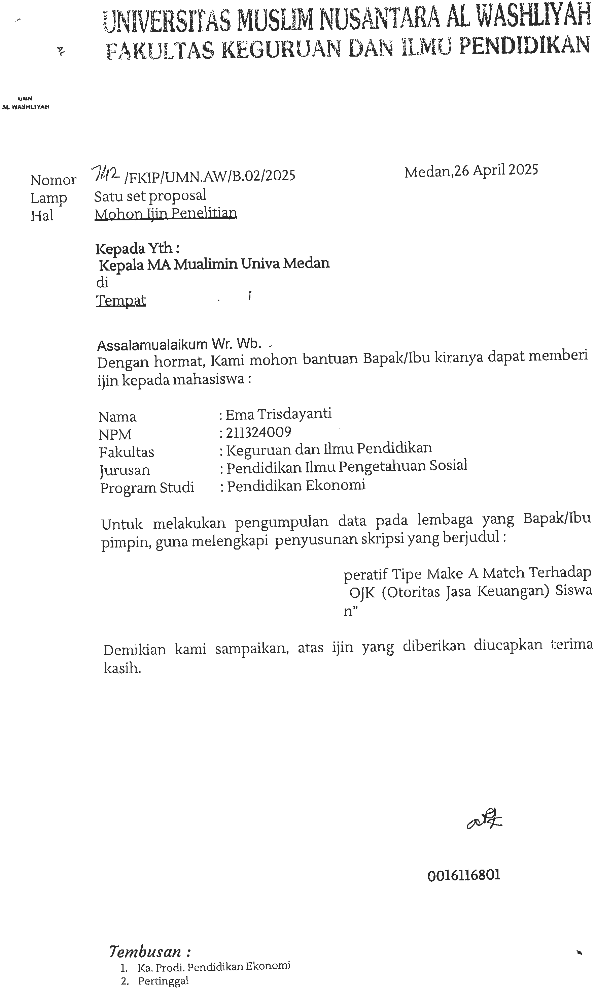 UNIVERSITAS MUSLIM NUSANTARA AL WASHLIYAH
FAKULTAS KEGURUAN DAN ILMU PENDIDIKAN
UMN
AL WASHLIYAH
Nomor 742 /FKIP/UMN.AW/B.02/2025 Medan,26 April 2025
Lamp Satu set proposal
Hal Mohon Ijin Penelitian
Kepada Yth :
Kepala MA Mualimin Univa Medan
di
Tempat
Assalamualaikum Wr. Wb.
Dengan hormat, Kami mohon bantuan Bapak/Ibu kiranya dapat memberi
ijin kepada mahasiswa :
Nama : Ema Trisdayanti
NPM : 211324009
Fakultas : Keguruan dan Ilmu Pendidikan
Jurusan : Pendidikan Ilmu Pengetahuan Sosial
Program Studi : Pendidikan Ekonomi
Untuk melakukan pengumpulan data pada lembaga yang Bapak/Ibu
pimpin, guna melengkapi penyusunan skripsi yang berjudul :
peratif Tipe Make A Match Terhadap
OJK (Otoritas Jasa Keuangan) Siswa
n”
Demikian kami sampaikan, atas ijin yang diberikan diucapkan terima
kasih.
0016116801
Tembusan :
1. Ka. Prodi. Pendidikan Ekonomi
2. Pertinggal